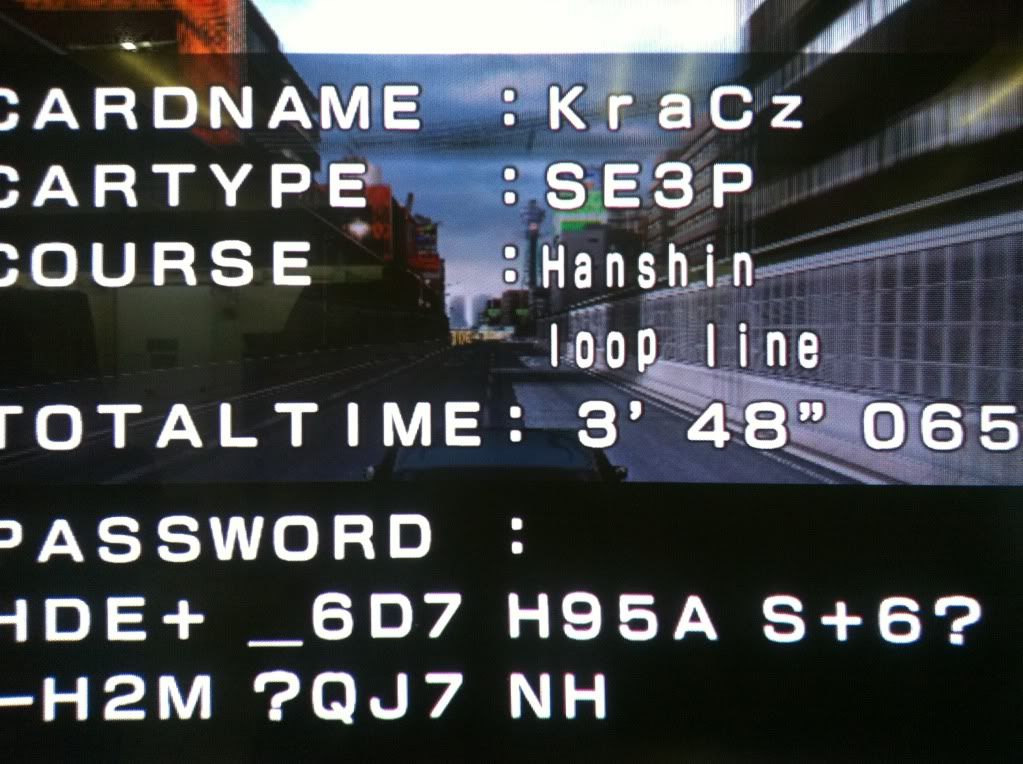 CARDNAME : KraCz
CARTYPE : SE3P
COURSE : Hanshin
loop line
TOTALTIME: 3’ 48” 065
PASSWORD :
HDE+ _6D7 H95A S+6?
-H2M ?QJ7 NH